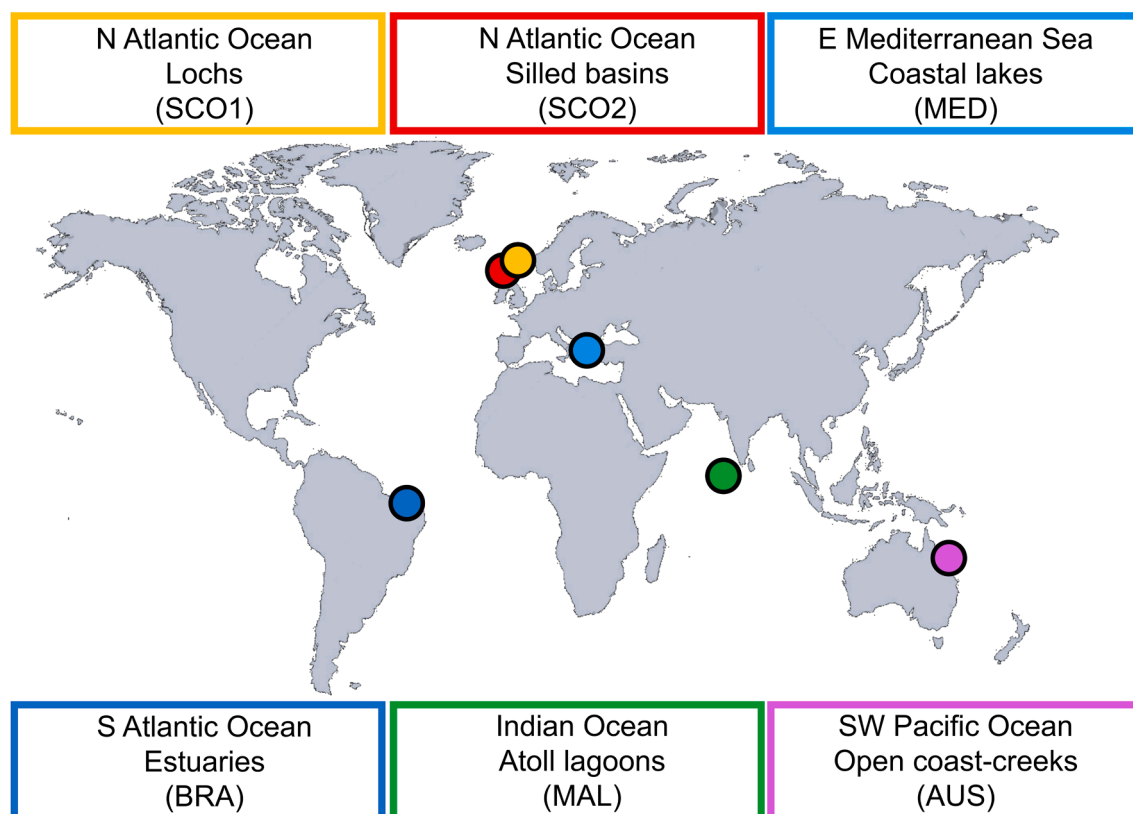 N Atlantic Ocean
Lochs
(SCO1)
N Atlantic Ocean
Silled basins
(SCO2)
E Mediterranean Sea
Coastal lakes
(MED)
S Atlantic Ocean
Estuaries
(BRA)
Indian Ocean
Atoll lagoons
(MAL)
SW Pacific Ocean
Open coast-creeks
(AUS)